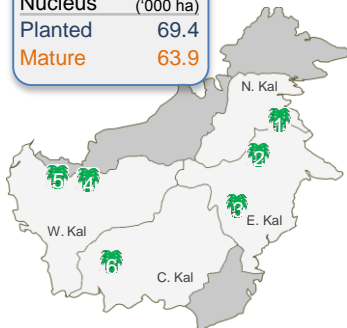 Nucleus ('000 ha)
Planted 69.4
Mature 63.9
N. Kal
1
2
5 4
3
E. Kal
W. Kal
6
C. Kal